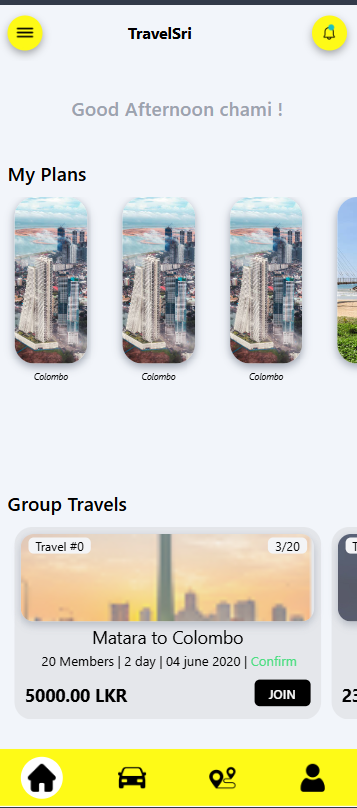 TravelSri
Good Afternoon chami !
My Plans
Colombo
Colombo
Colombo
Group Travels
Travel #0
3/20
T
Matara to Colombo
20 Members | 2 day | 04 june 2020 | Confirm
5000.00 LKR
JOIN
23